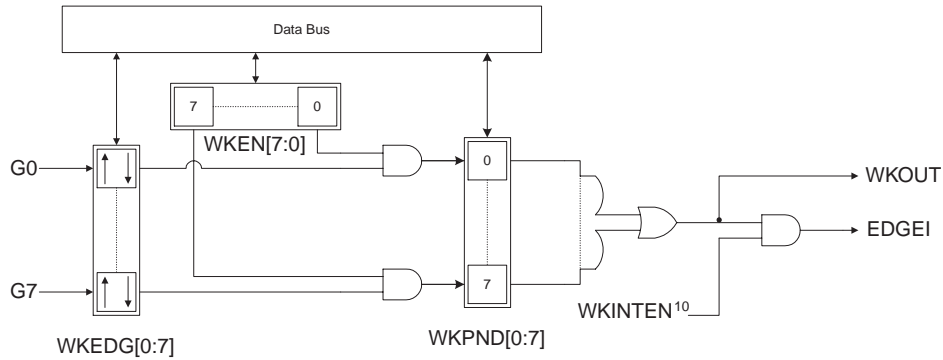 Data Bus
7 0
WKEN[7:0]
G0
0
WKOUT
EDGEI
G7
7
WKINTEN10
WKEDG[0:7]
WKPND[0:7]